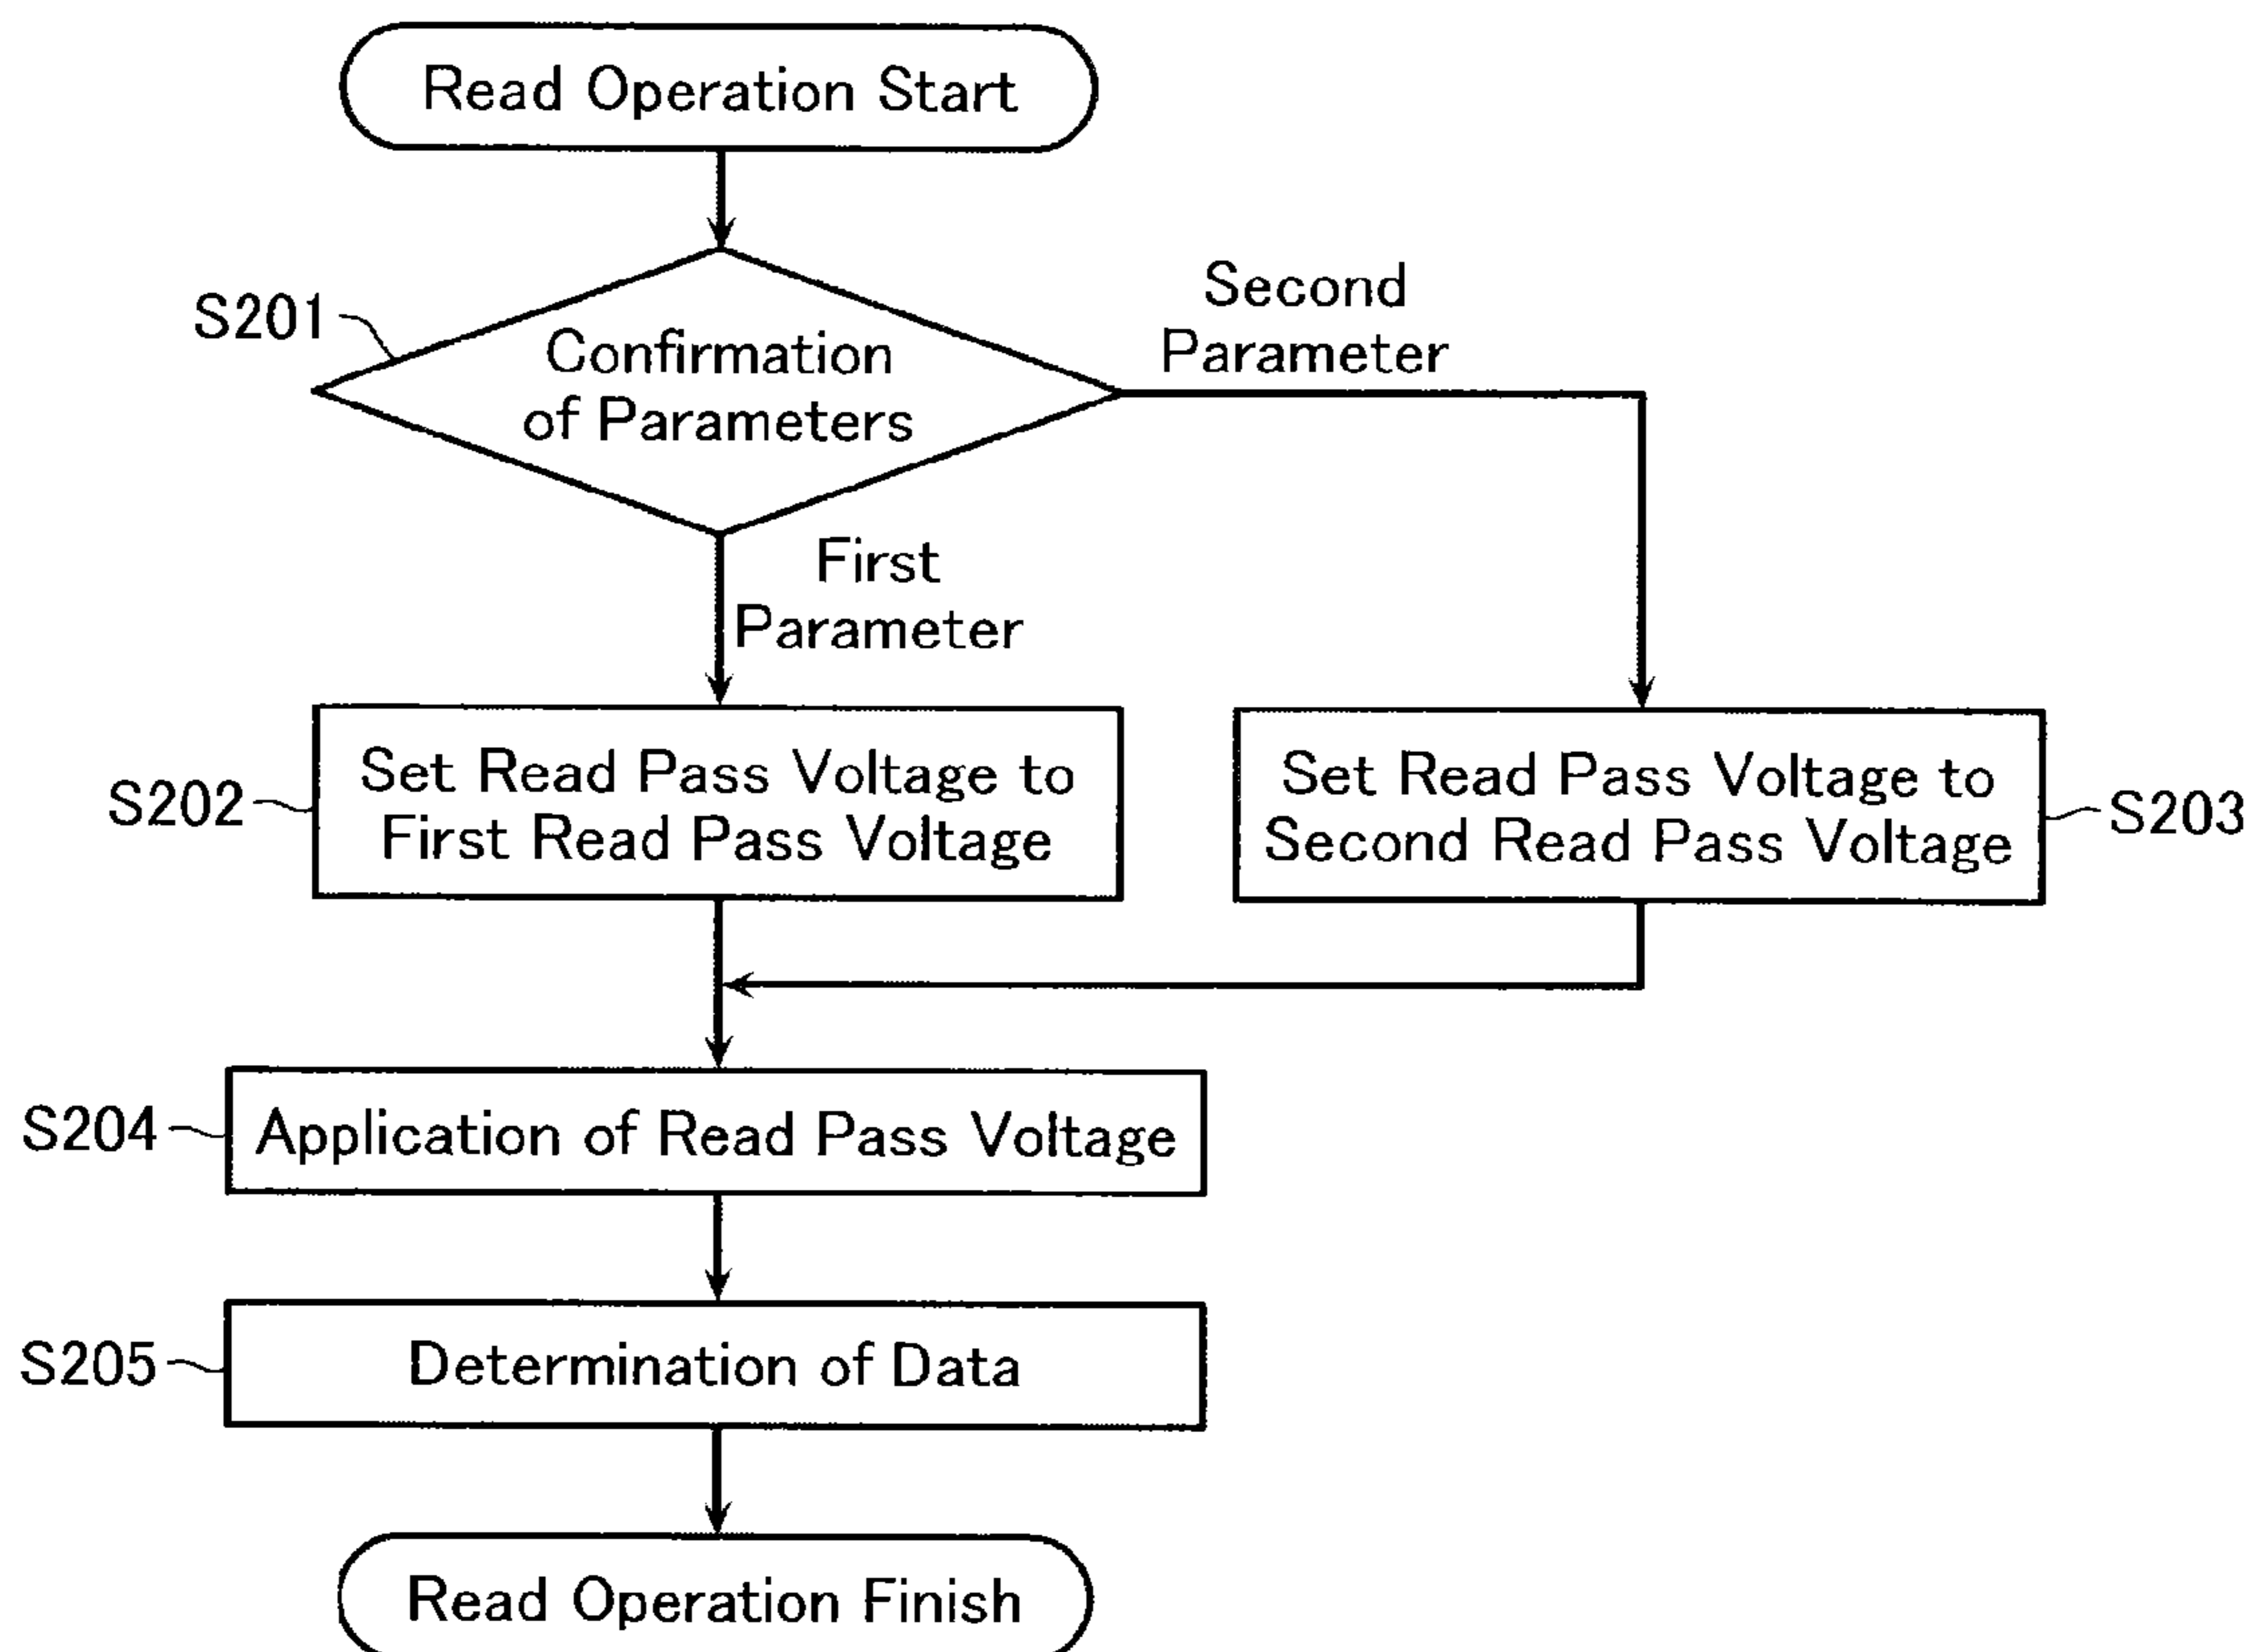 Read Operation Start
S201
Confirmation
of Parameters
Second
Parameter
First
Parameter
S202
Set Read Pass Voltage to
First Read Pass Voltage
Set Read Pass Voltage to
Second Read Pass Voltage
S203
S204
Application of Read Pass Voltage
S205
Determination of Data
Read Operation Finish